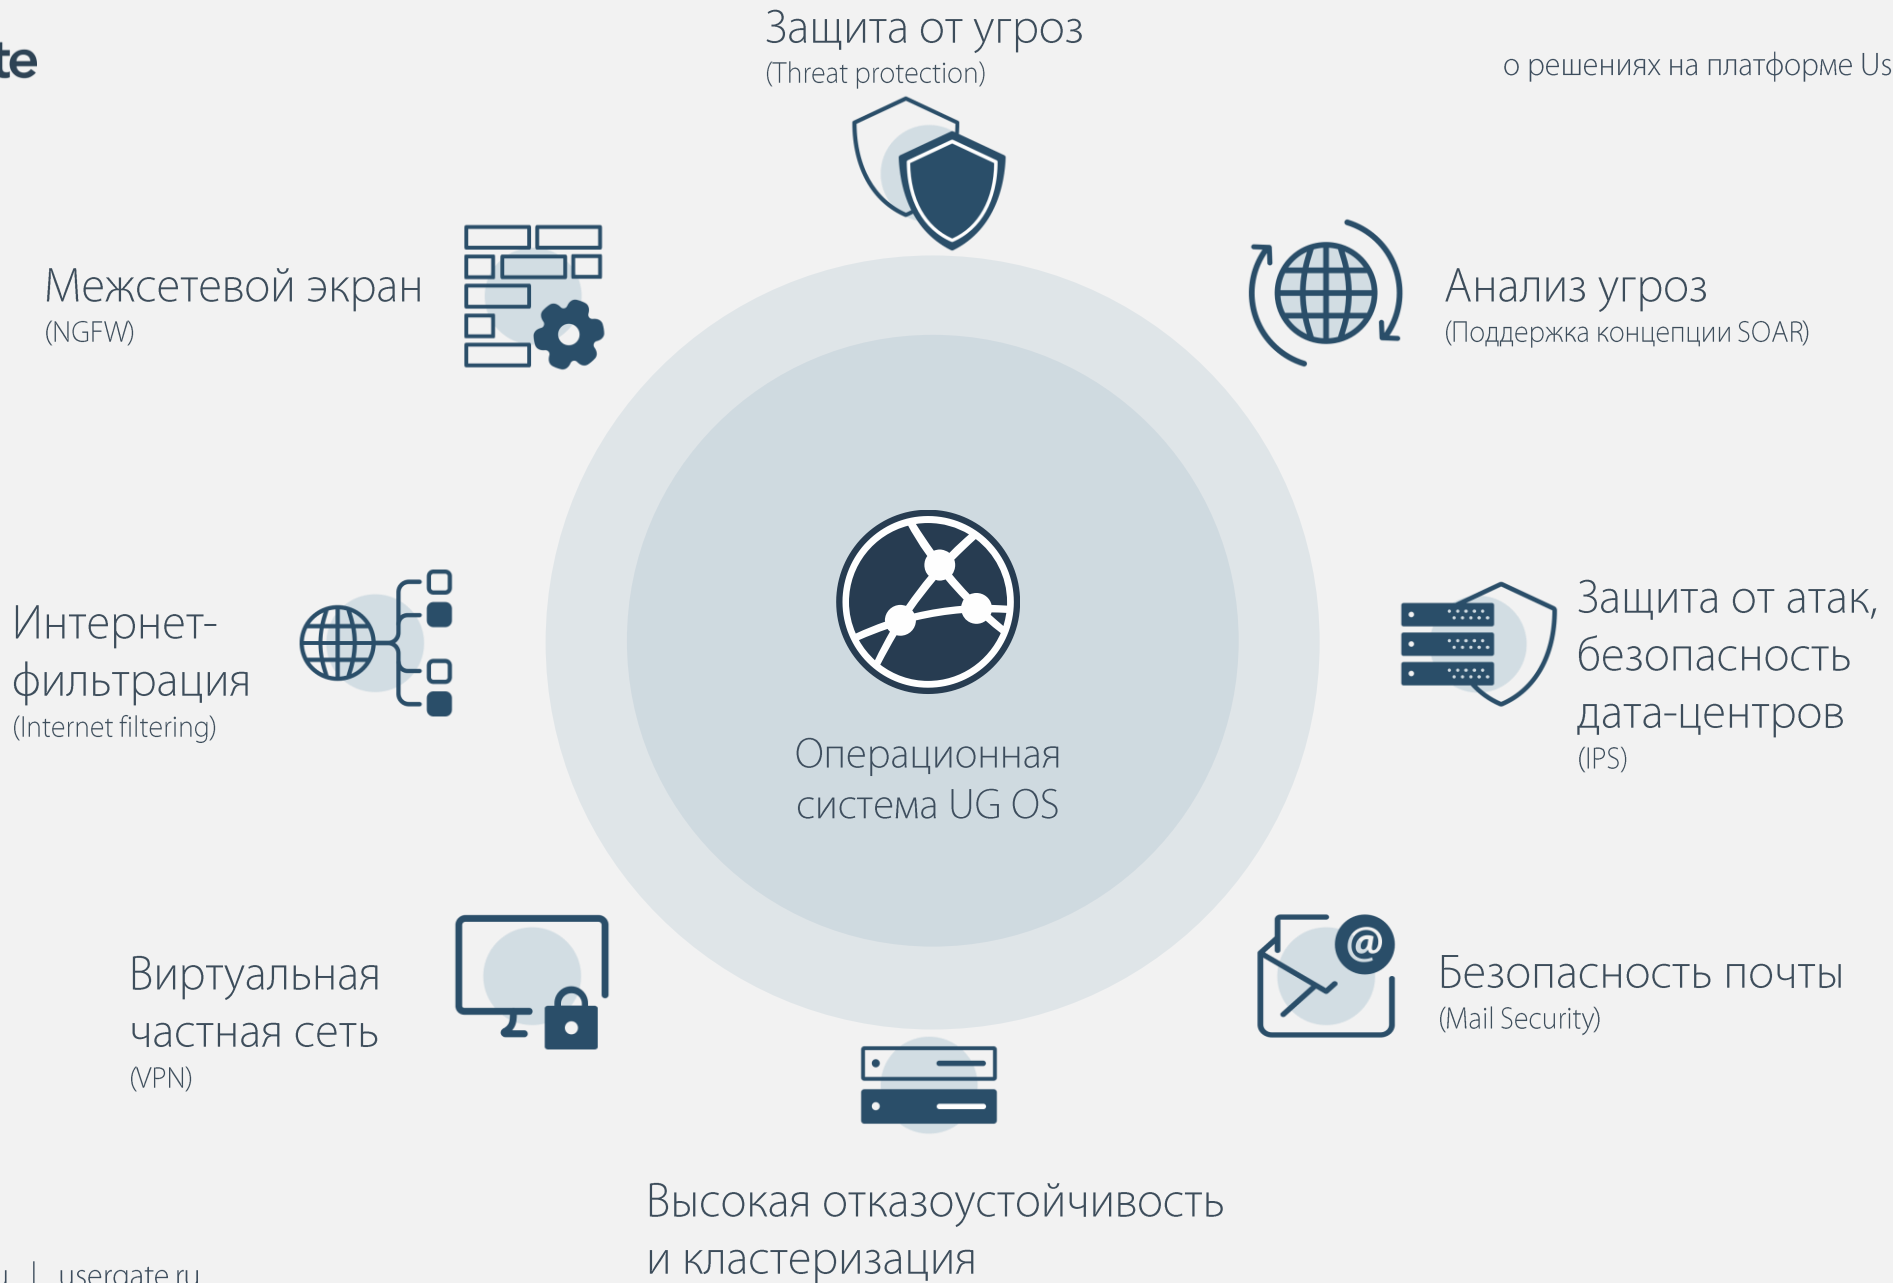 te
о решениях на платформе Us
Защита от угроз
(Threat protection)
Межсетевой экран
(NGFW)
Анализ угроз
(Поддержка концепции SOAR)
Интернет-
фильтрация
(Internet filtering)
Операционная
система UG OS
Защита от атак,
безопасность
дата-центров
(IPS)
Виртуальная
частная сеть
(VPN)
@
Безопасность почты
(Mail Security)
Высокая отказоустойчивость
и кластеризация
| usergate.ru